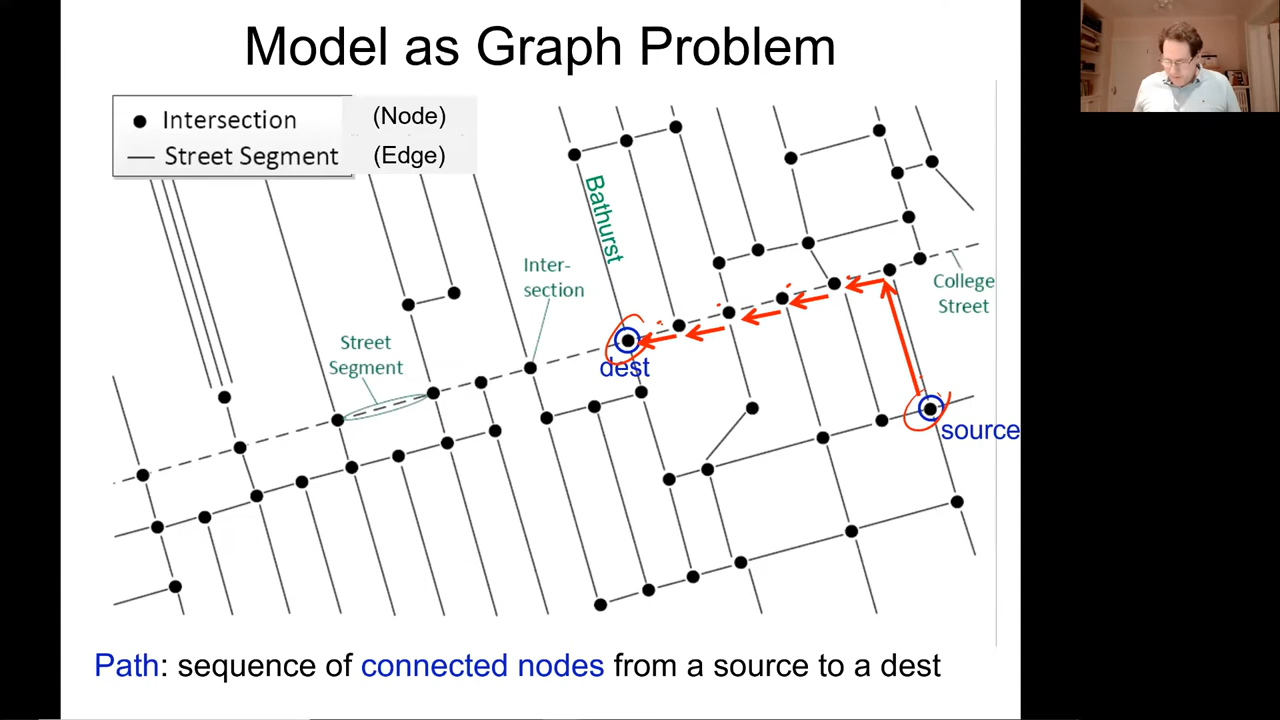 Model as Graph Problem
Intersection (Node)
Street Segment (Edge)
Bathurst
Inter-
section
College
Street
Street
Segment
dest
source
Path: sequence of connected nodes from a source to a dest